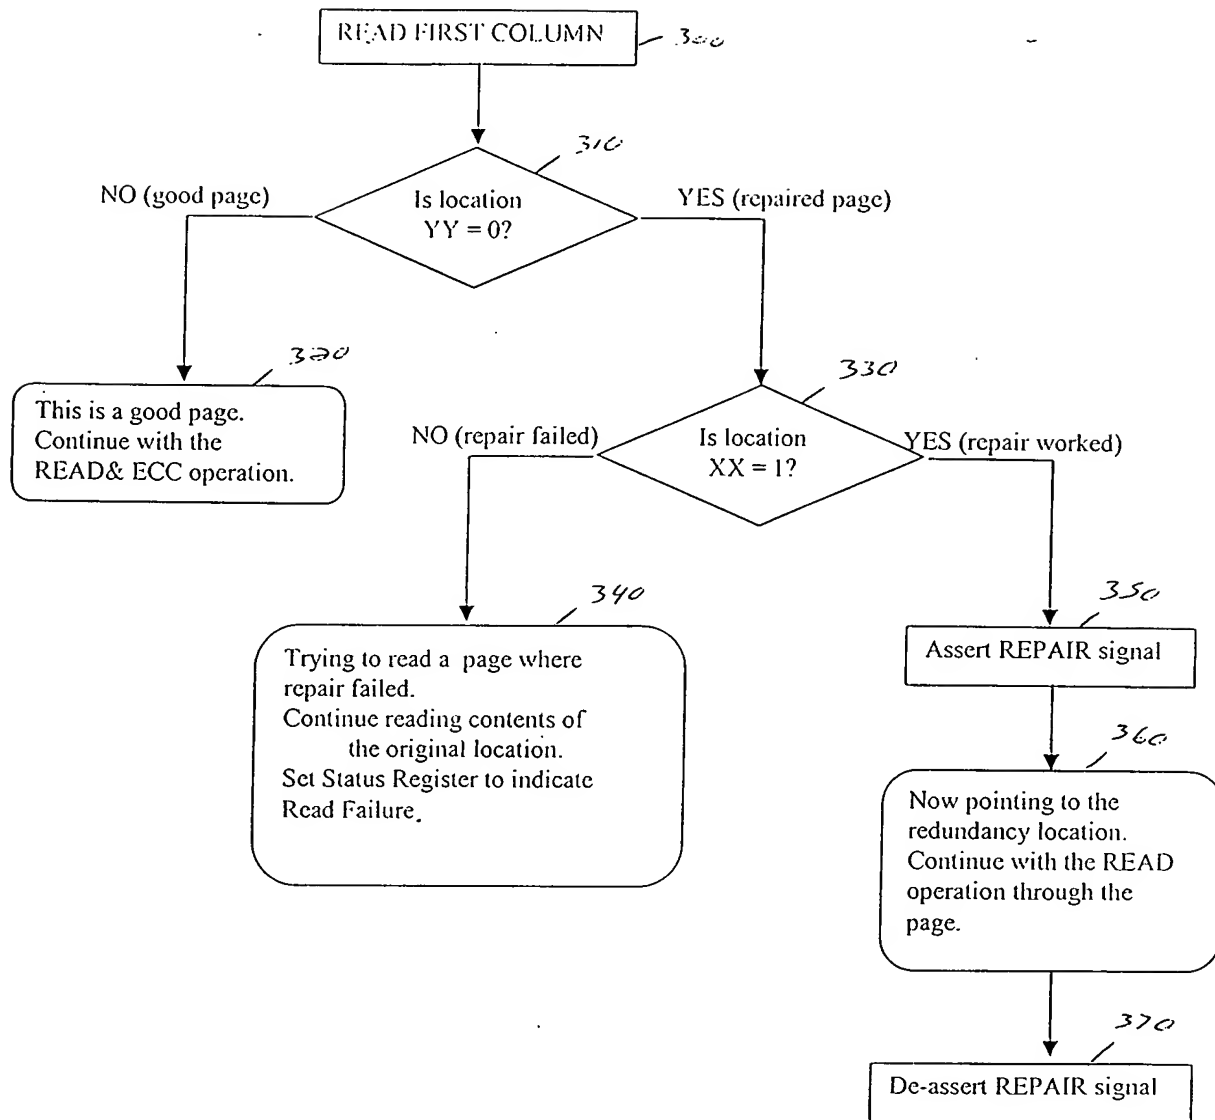 READ FIRST COLUMN
300
310
NO (good page)
Is location
YY = 0?
YES (repaired page)
320
This is a good page.
Continue with the
READ& ECC operation.
330
NO (repair failed)
Is location
XX = 1?
YES (repair worked)
340
Trying to read a page where
repair failed.
Continue reading contents of
the original location.
Set Status Register to indicate
Read Failure.
350
Assert REPAIR signal
360
Now pointing to the
redundancy location.
Continue with the READ
operation through the
page.
370
De-assert REPAIR signal